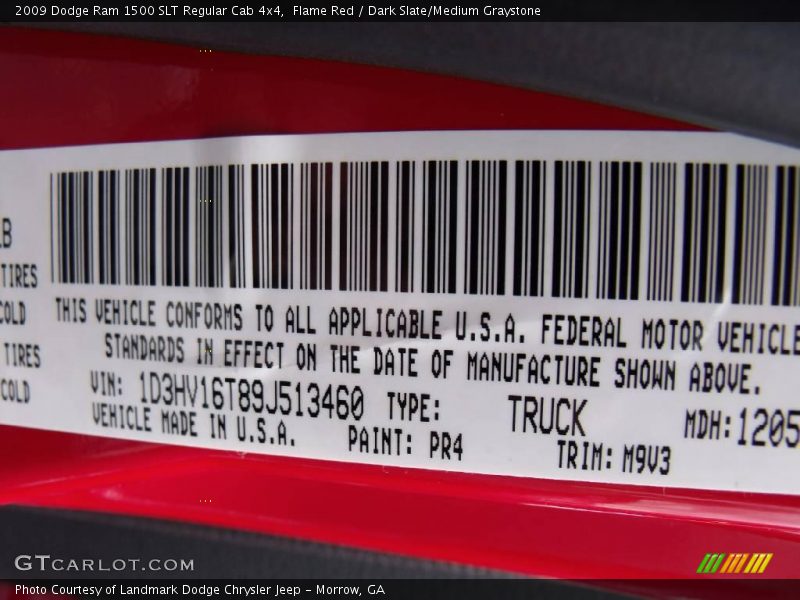 2009 Dodge Ram 1500 SLT Regular Cab 4x4,  Flame Red / Dark Slate/Medium Graystone
TIRES
COLD
TIRES
COLD
THIS VEHICLE CONFORMS TO ALL APPLICABLE U.S.A. FEDERAL MOTOR VEHICLE
STANDARDS IN EFFECT ON THE DATE OF MANUFACTURE SHOWN ABOVE.
VIN: 1D3HV16T89J513460 TYPE: TRUCK MDH: 1205
VEHICLE MADE IN U.S.A. PAINT: PR4 TRIM: M9V3
GTCARLOT.COM
Photo Courtesy of Landmark Dodge Chrysler Jeep - Morrow, GA